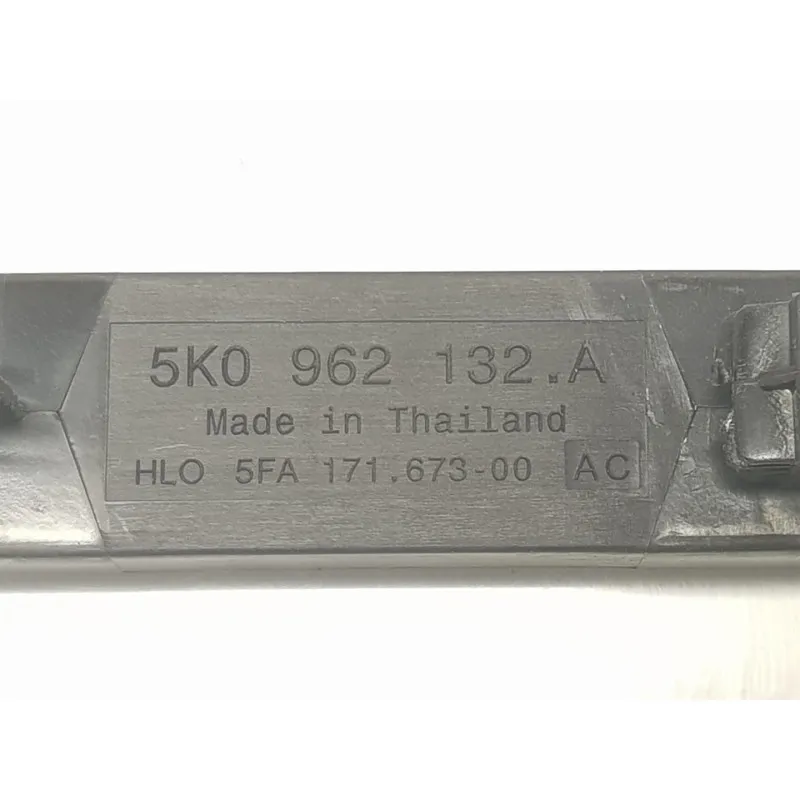 5K0 962 132.A
Made in Thailand
HLO 5FA 171.673-00 AC